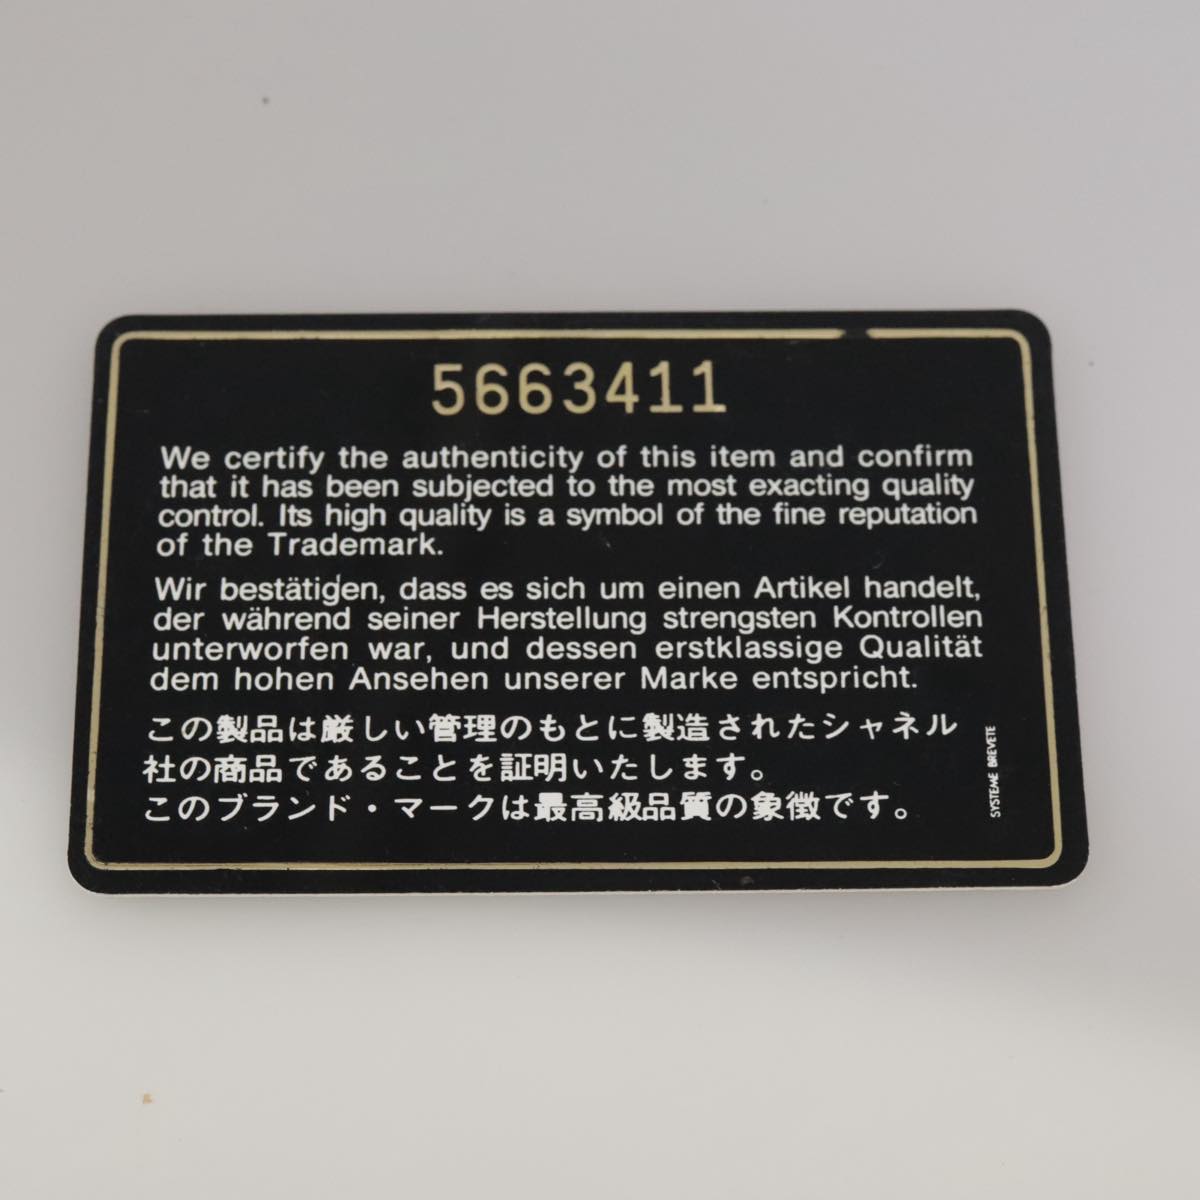 5663411
We certify the authenticity of this item and confirm
that it has been subjected to the most exacting quality
control. Its high quality is a symbol of the fine reputation
of the Trademark.
Wir bestätigen, dass es sich um einen Artikel handelt,
der während seiner Herstellung strengsten Kontrollen
unterworfen war, und dessen erstklassige Qualität
dem hohen Ansehen unserer Marke entspricht.
この製品は厳しい管理のもとに製造されたシャネル
社の商品であることを証明いたします。
このブランド・マークは最高級品質の象徴です。
SYSTEME BREVETE